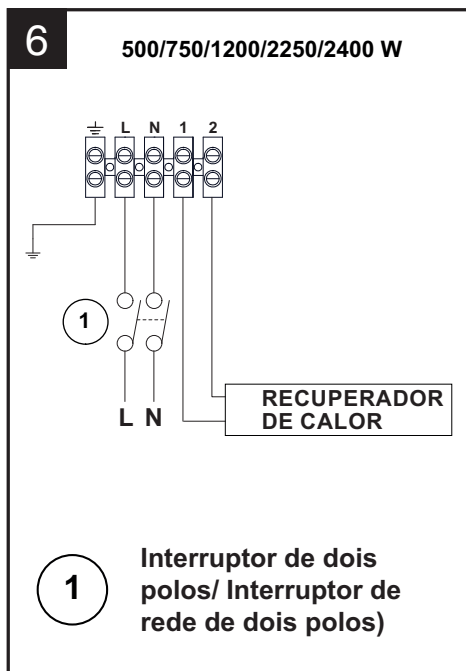 6
500/750/1200/2250/2400 W
⏚ L N 1 2
1
L N
RECUPERADOR
DE CALOR
1
Interruptor de dois
polos/ Interruptor de
rede de dois polos)